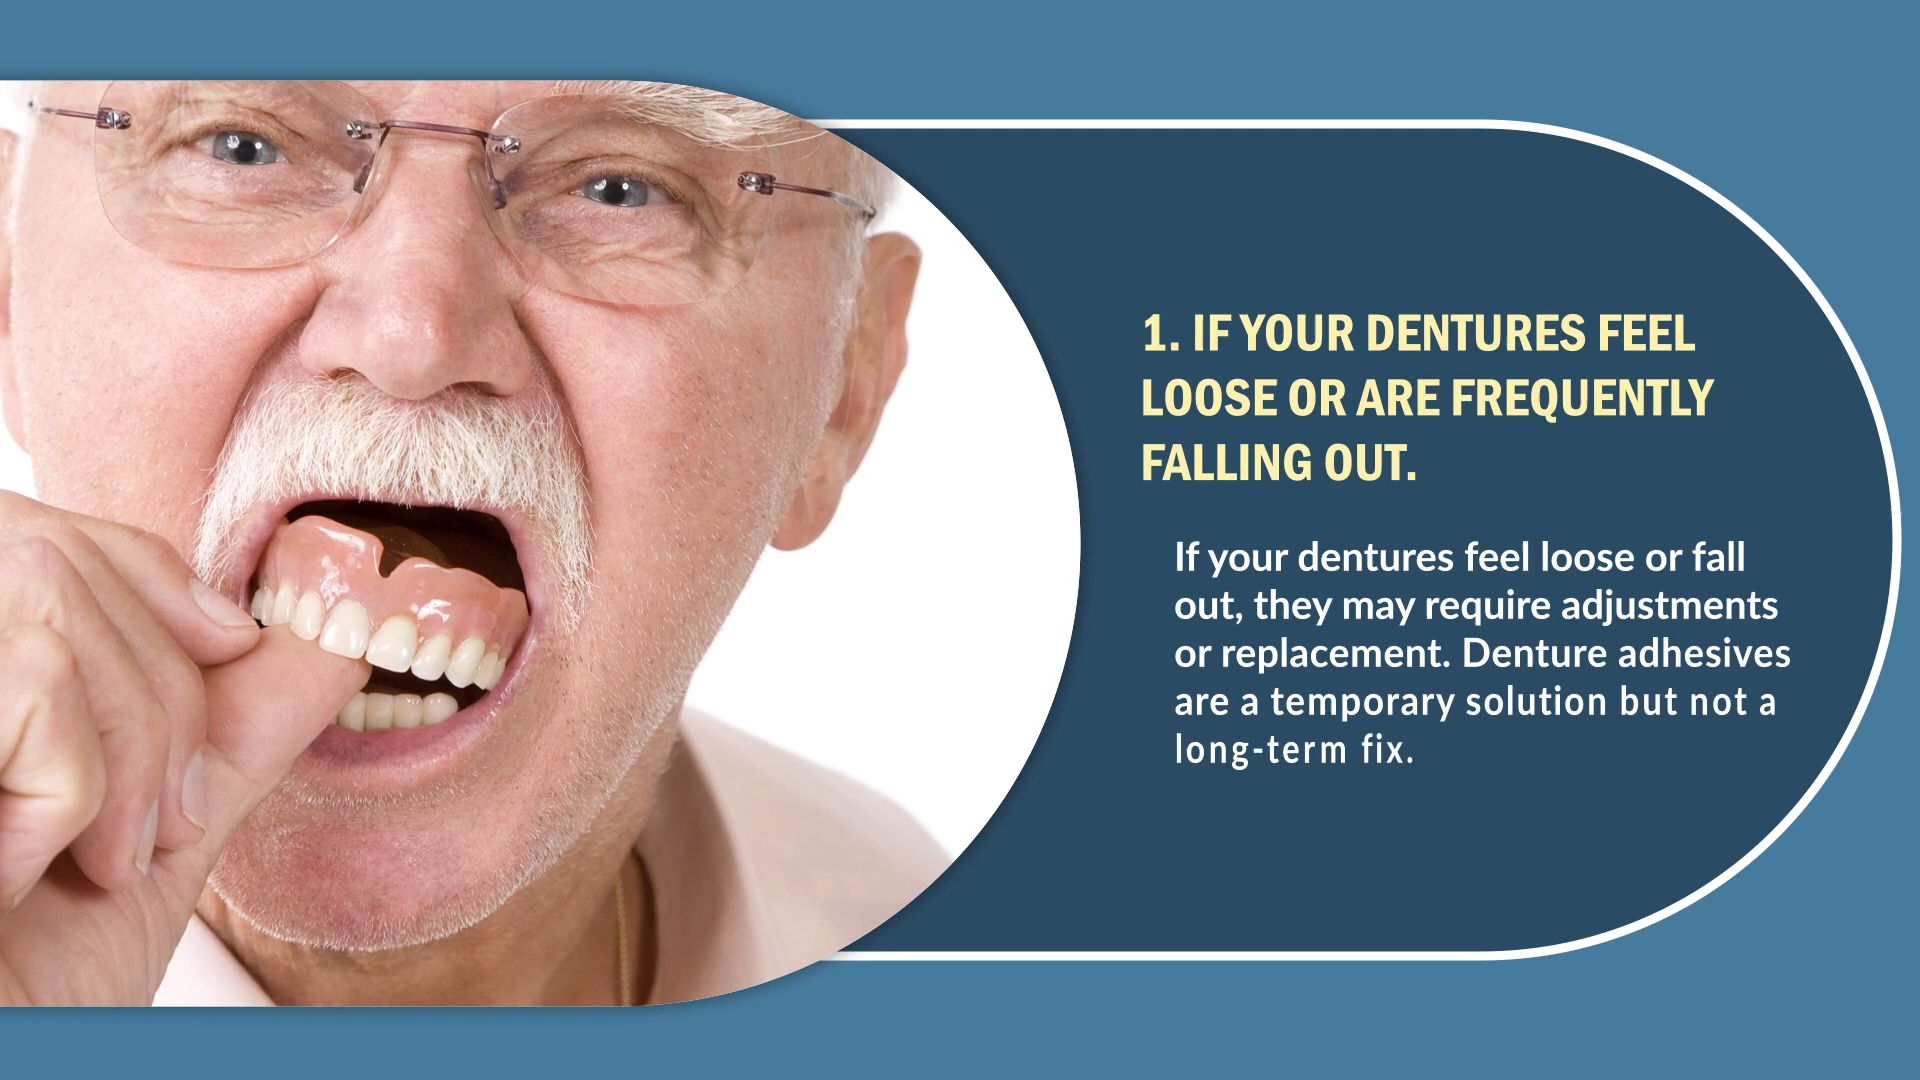 1. IF YOUR DENTURES FEEL
LOOSE OR ARE FREQUENTLY
FALLING OUT.
If your dentures feel loose or fall
out, they may require adjustments
or replacement. Denture adhesives
are a temporary solution but not a
long-term fix.